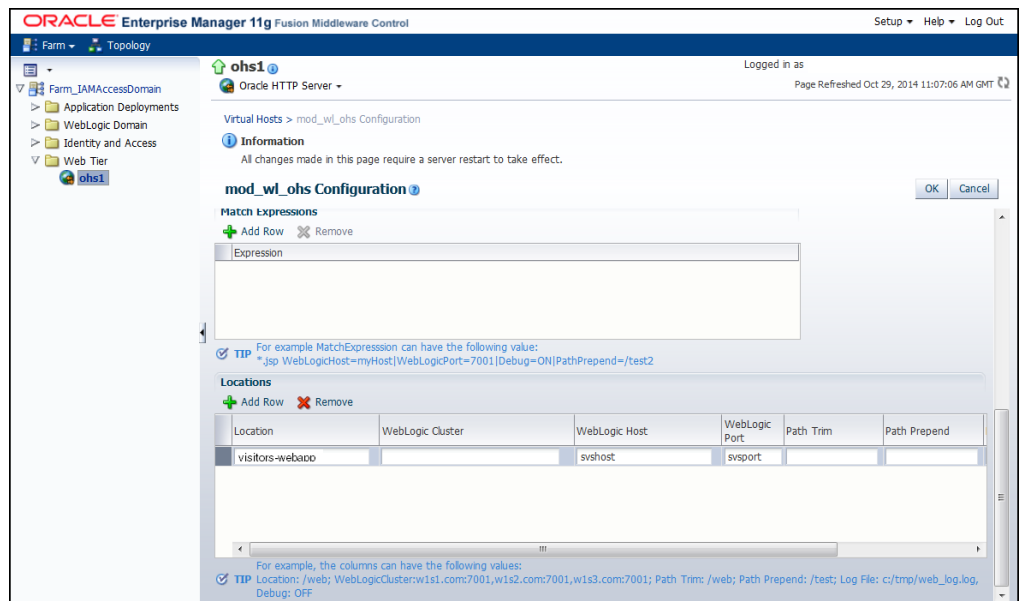 ORACLE Enterprise Manager 11g Fusion Middleware Control
Setup Help Log Out
Farm Topology
Farm_IAMAccessDomain
Application Deployments
WebLogic Domain
Identity and Access
Web Tier
ohs1
ohs1
Logged in as
Oracle HTTP Server
Page Refreshed Oct 29, 2014 11:07:06 AM GMT
Virtual Hosts > mod_wl_ohs Configuration
Information
All changes made in this page require a server restart to take effect.
mod_wl_ohs Configuration
OK Cancel
Match Expressions
Add Row Remove
Expression
TIP For example MatchExpresssion can have the following value:
*.jsp WebLogicHost=myHost|WebLogicPort=7001|Debug=ON|PathPrepend=/test2
Locations
Add Row Remove
Location WebLogic Cluster WebLogic Host WebLogic Port Path Trim Path Prepend
visitors-webapp svshost svsport
For example, the columns can have the following values:
TIP Location: /web; WebLogicCluster:w1s1.com:7001,w1s2.com:7001,w1s3.com:7001; Path Trim: /web; Path Prepend: /test; Log File: c:/tmp/web_log.log,
Debug: OFF